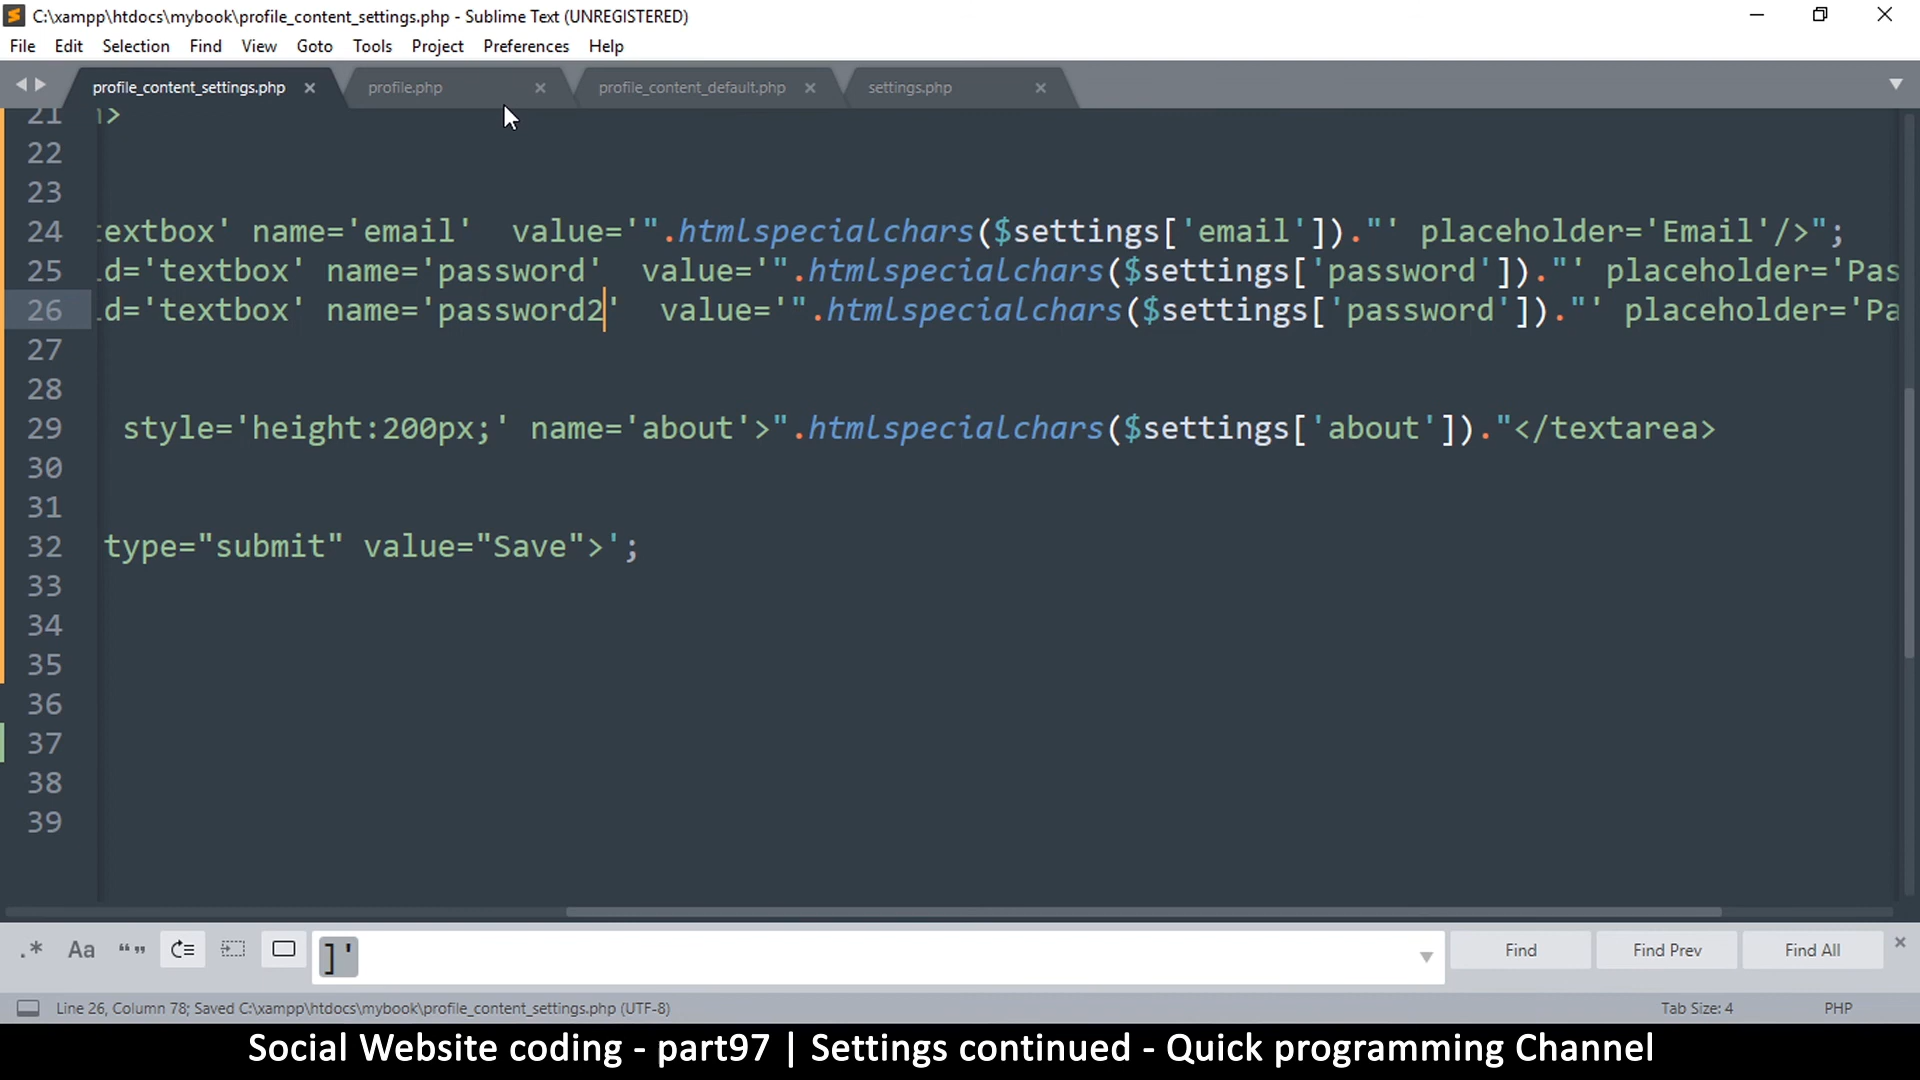 C:\xampp\htdocs\mybook\profile_content_settings.php - Sublime Text (UNREGISTERED)
File Edit Selection Find View Goto Tools Project Preferences Help
profile_content_settings.php profile.php profile_content_default.php settings.php
21 >
22
23
24 extbox' name='email'  value='".htmlspecialchars($settings['email'])."' placeholder='Email'/>";
25 d='textbox' name='password'  value='".htmlspecialchars($settings['password'])."' placeholder='Pas
26 d='textbox' name='password2'  value='".htmlspecialchars($settings['password'])."' placeholder='Pa
27
28
29 style='height:200px;' name='about'>".htmlspecialchars($settings['about'])."</textarea>
30
31
32 type="submit" value="Save">';
33
34
35
36
37
38
39
.* Aa “” ]' Find Find Prev Find All
Line 26, Column 78; Saved C:\xampp\htdocs\mybook\profile_content_settings.php (UTF-8) Tab Size: 4 PHP
Social Website coding - part97 | Settings continued - Quick programming Channel